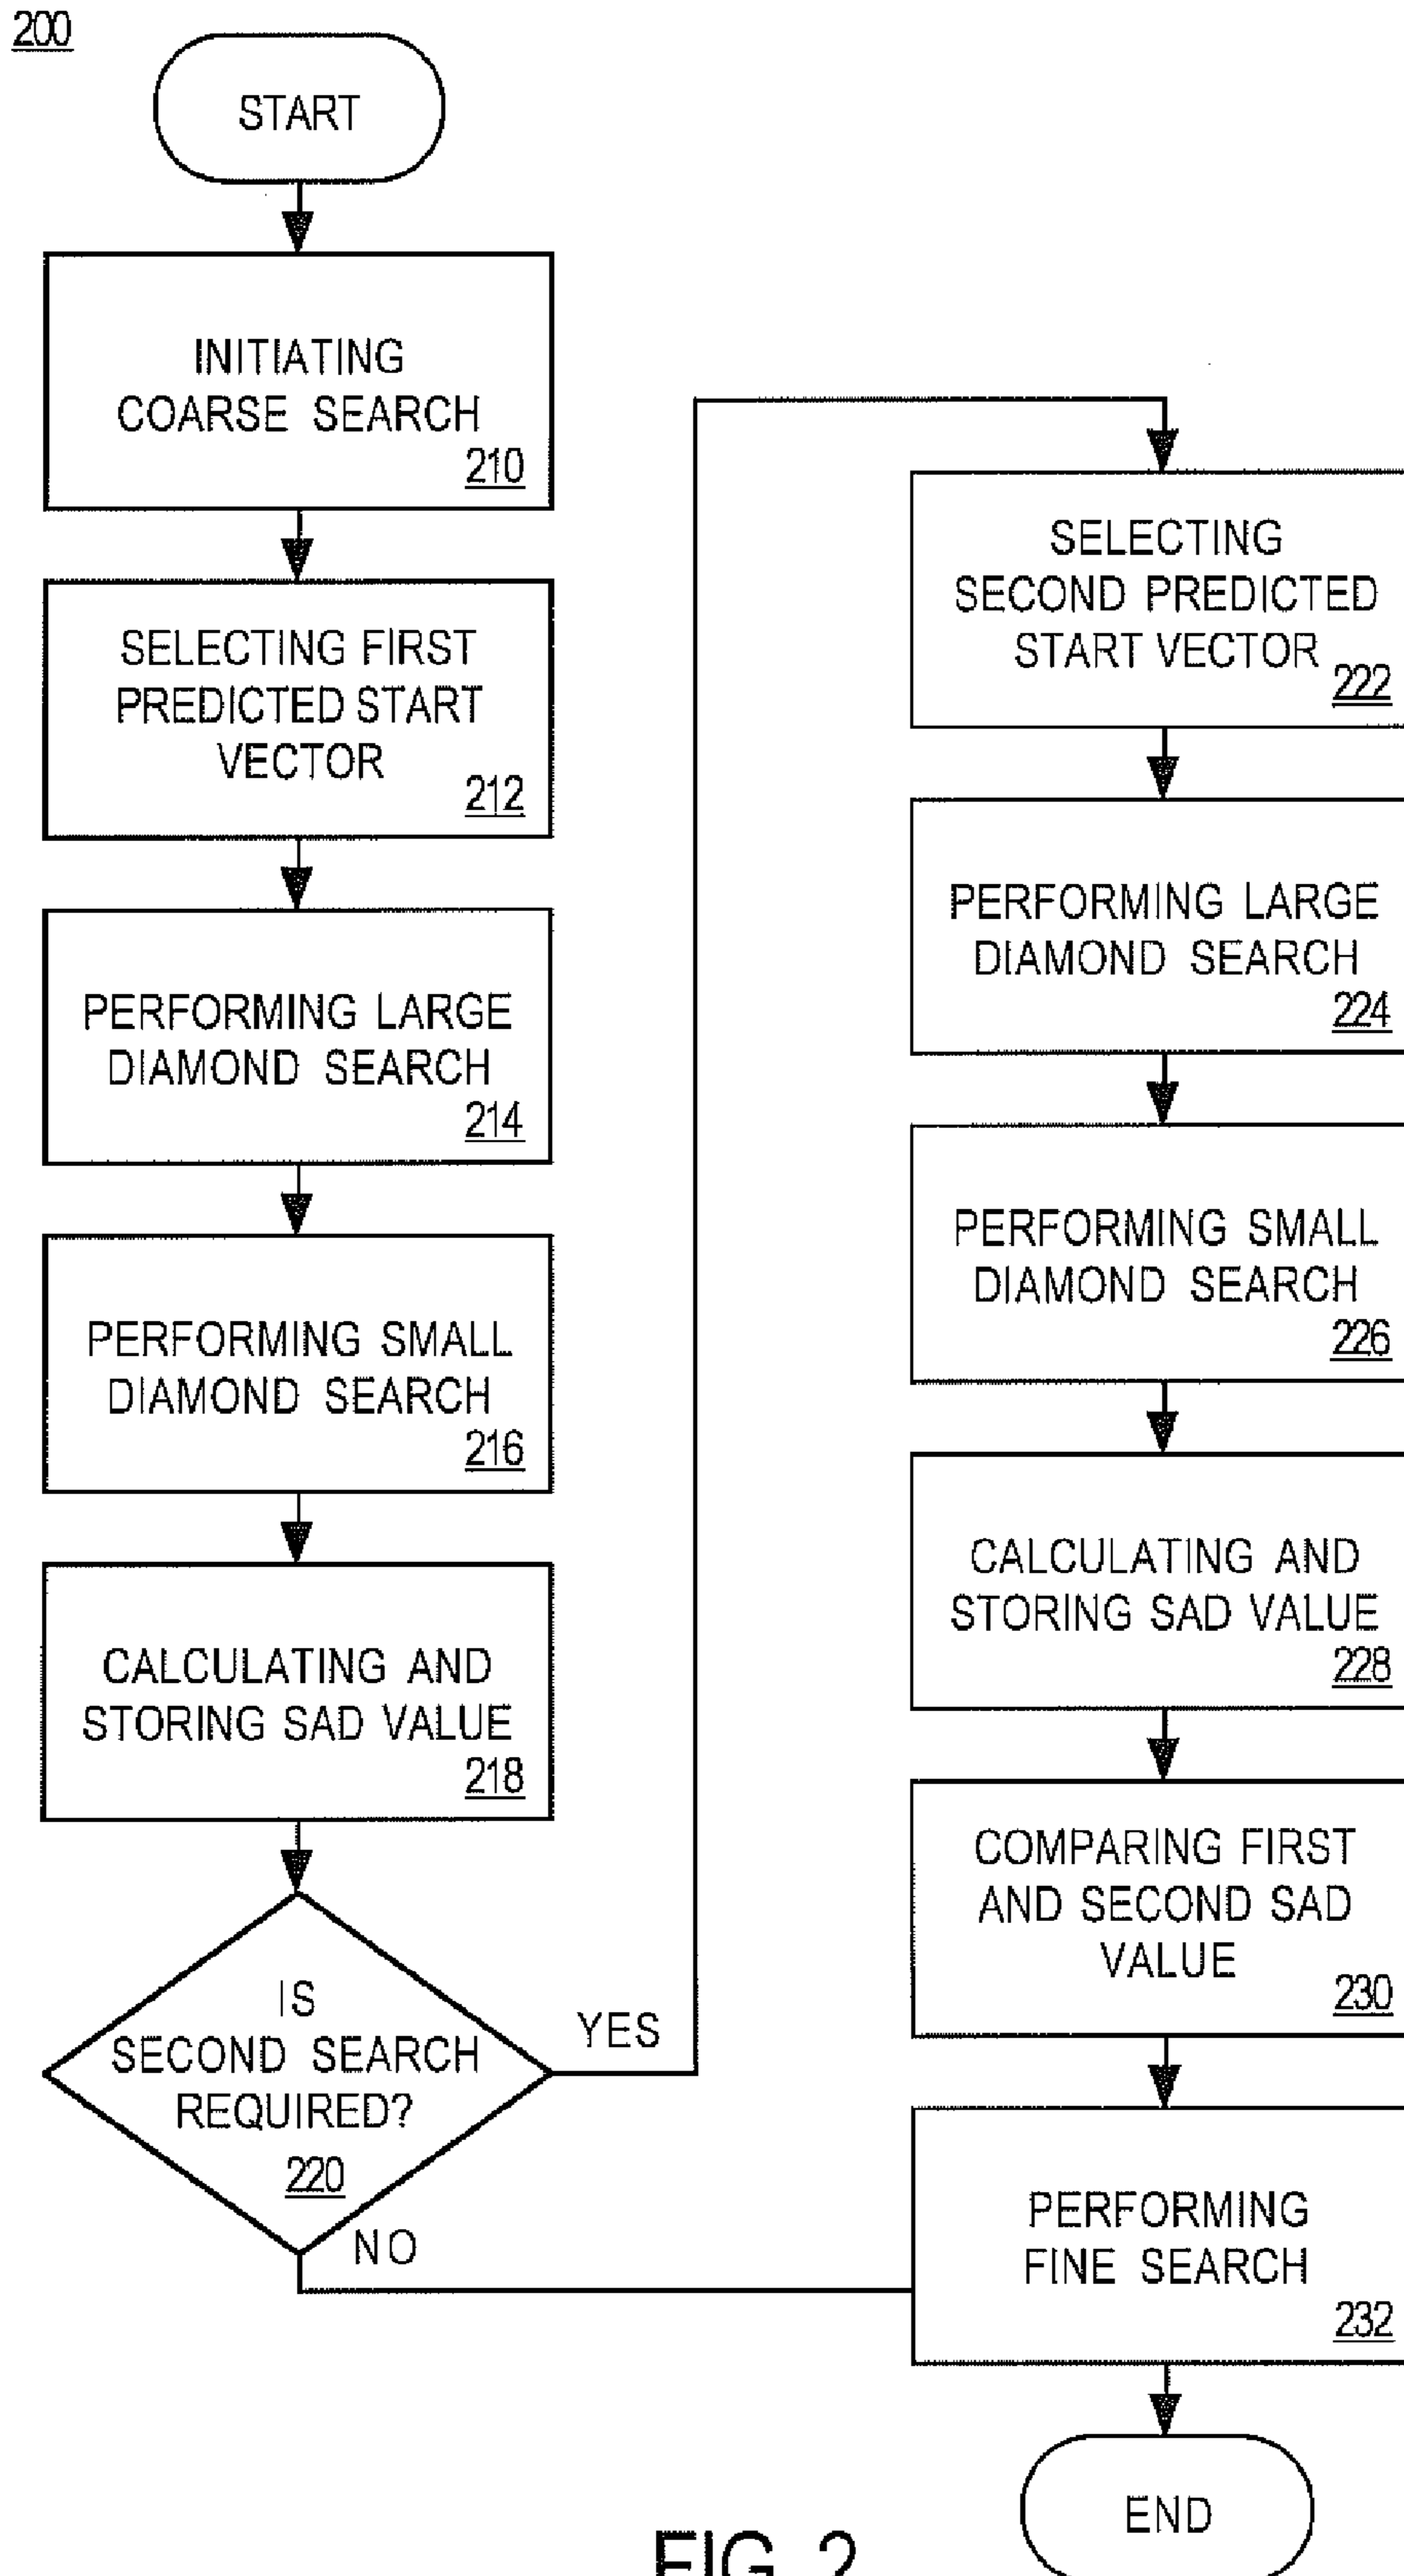 200
START
INITIATING
COARSE SEARCH
210
SELECTING FIRST
PREDICTED START
VECTOR
212
PERFORMING LARGE
DIAMOND SEARCH
214
PERFORMING SMALL
DIAMOND SEARCH
216
CALCULATING AND
STORING SAD VALUE
218
IS
SECOND SEARCH
REQUIRED?
220
YES
NO
SELECTING
SECOND PREDICTED
START VECTOR
222
PERFORMING LARGE
DIAMOND SEARCH
224
PERFORMING SMALL
DIAMOND SEARCH
226
CALCULATING AND
STORING SAD VALUE
228
COMPARING FIRST
AND SECOND SAD
VALUE
230
PERFORMING
FINE SEARCH
232
END
FIG. 2